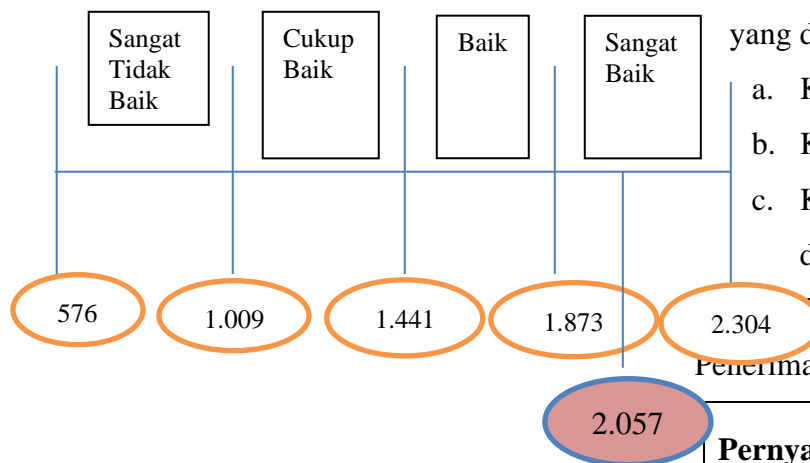 Sangat
Tidak
Baik
Cukup
Baik
Baik
Sangat
Baik
576
1.009
1.441
1.873
2.304
2.057
yang
a.
b.
c.